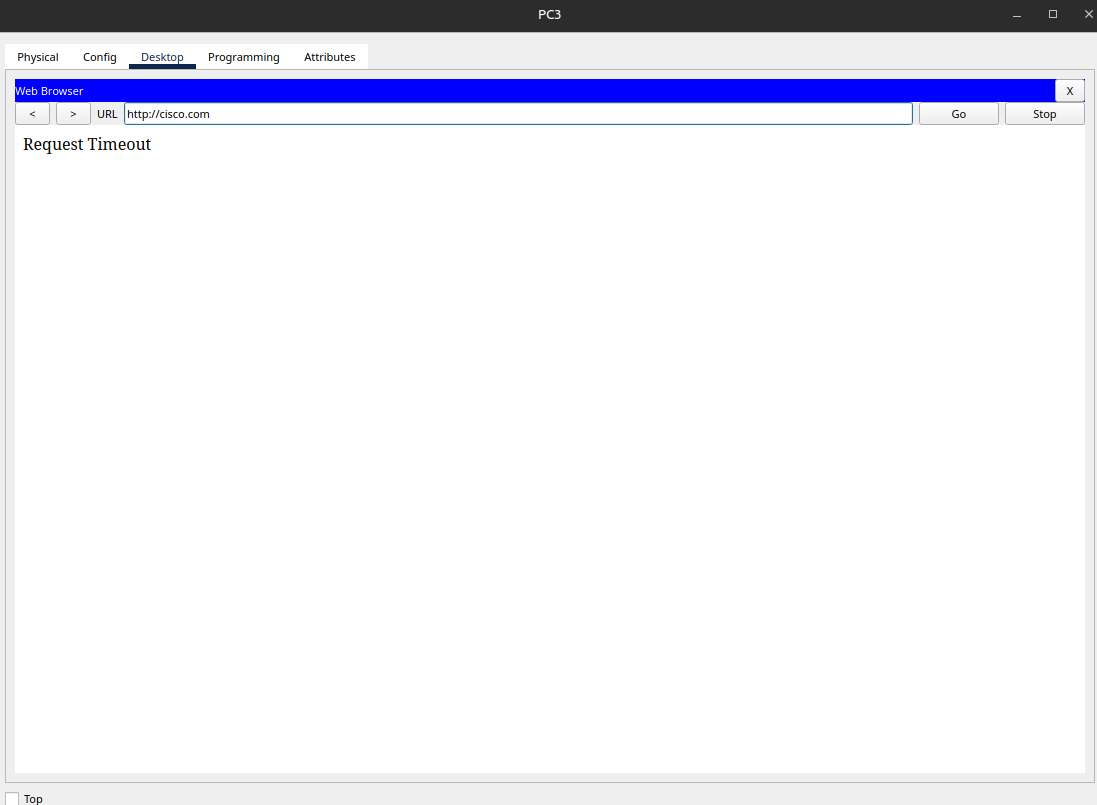 PC3
Physical Config Desktop Programming Attributes
Web Browser X
< > URL http://cisco.com Go Stop
Request Timeout
Top